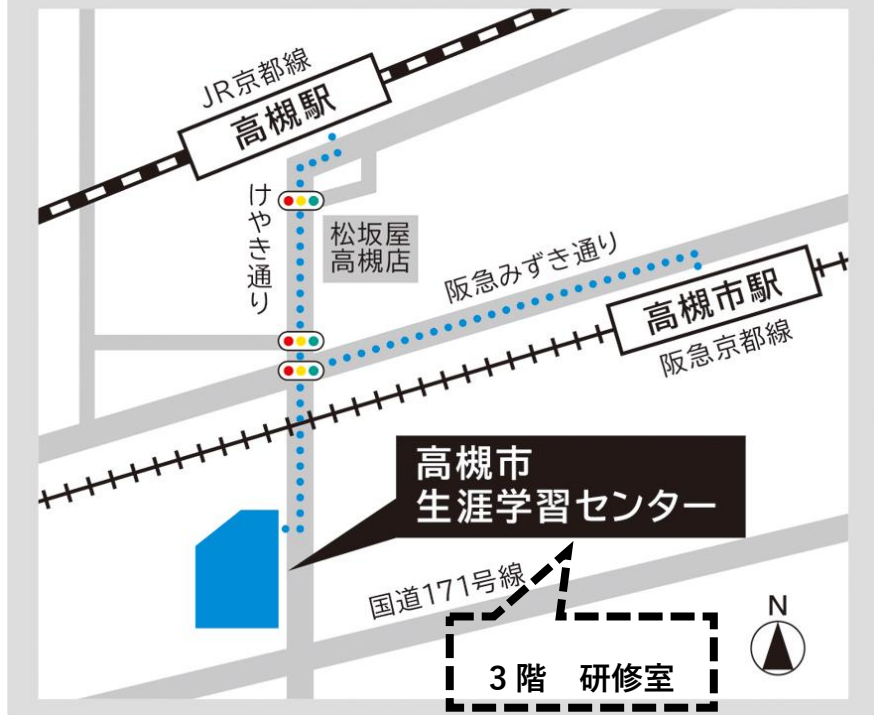 JR京都線
高槻駅
けやき通り
松坂屋
高槻店
阪急みずき通り
高槻市駅
阪急京都線
高槻市
生涯学習センター
国道171号線
N
3階　研修室